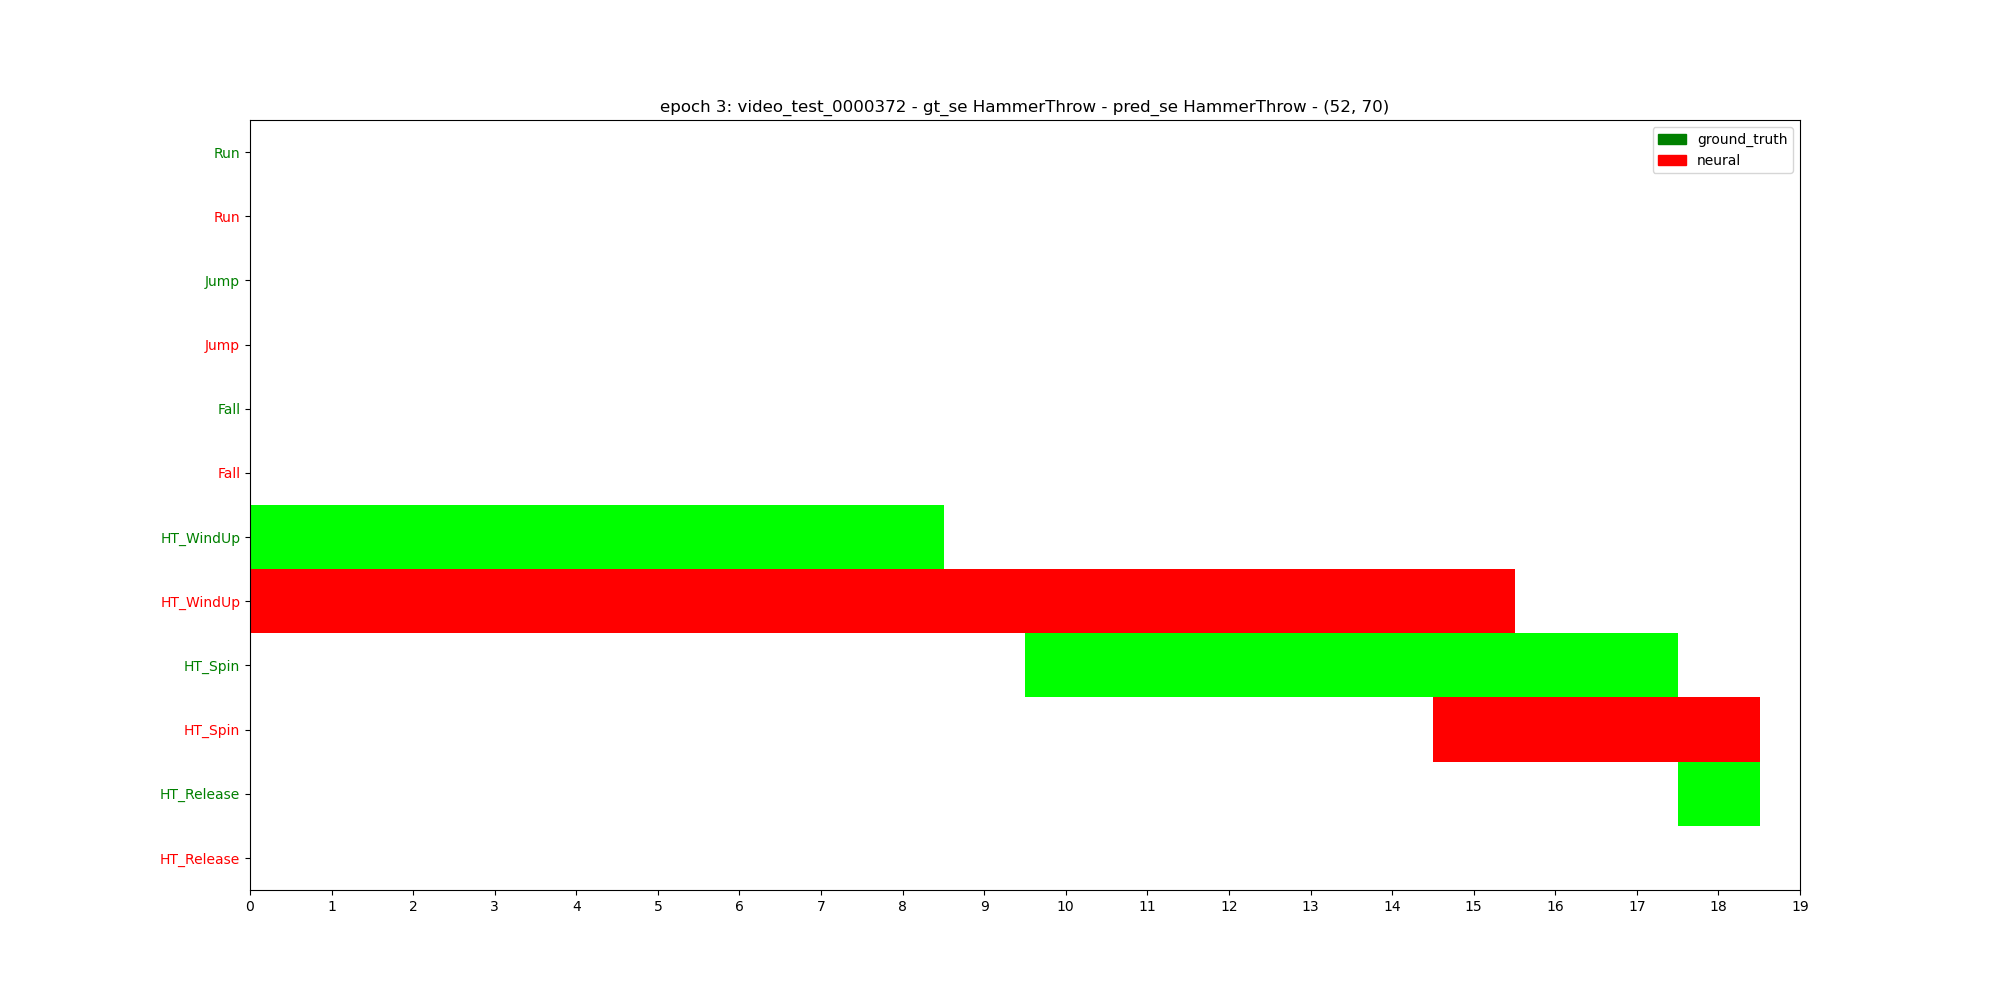 epoch 3: video_test_0000372 - gt_se HammerThrow - pred_se HammerThrow - (52, 70)
ground_truth
neural
Run
Run
Jump
Jump
Fall
Fall
HT_WindUp
HT_WindUp
HT_Spin
HT_Spin
HT_Release
HT_Release
0 1 2 3 4 5 6 7 8 9 10 11 12 13 14 15 16 17 18 19